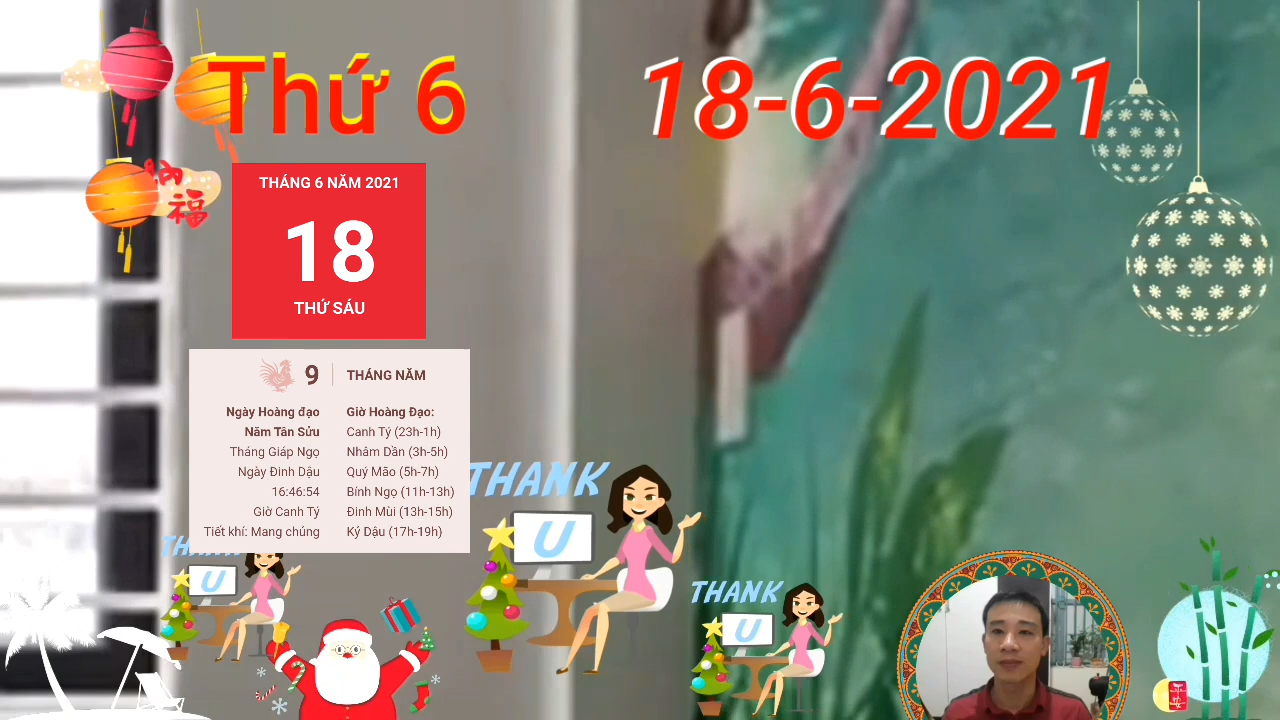 Thứ 6
18-6-2021
福
THÁNG 6 NĂM 2021
18
THỨ SÁU
9
THÁNG NĂM
Ngày Hoàng đạo
Năm Tân Sửu
Tháng Giáp Ngọ
Ngày Đinh Dậu
16:46:54
Giờ Canh Tý
Tiết khí: Mang chủng
Giờ Hoàng Đạo:
Canh Tý (23h-1h)
Nhâm Dần (3h-5h)
Quý Mão (5h-7h)
Bính Ngọ (11h-13h)
Đinh Mùi (13h-15h)
Kỷ Dậu (17h-19h)
THANK
U
U
THANK
U